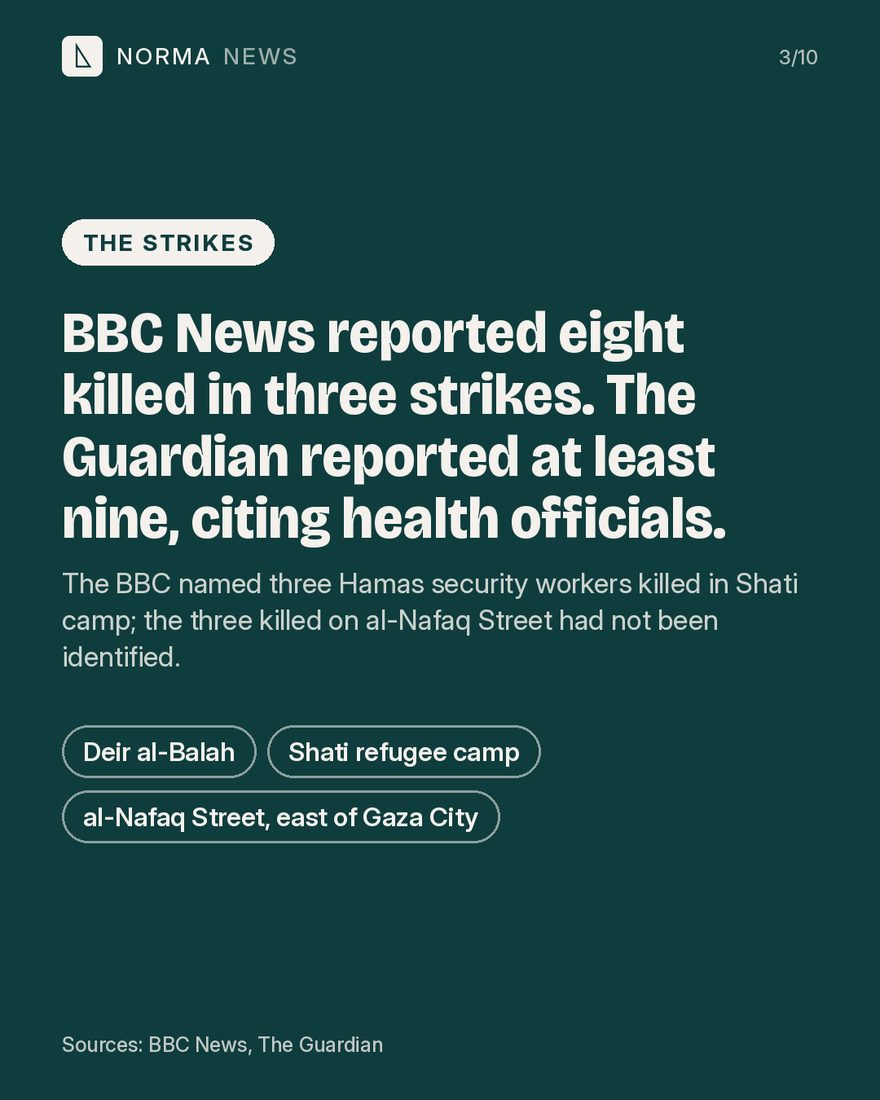 NORMA NEWS
3/10
THE STRIKES
BBC News reported eight
killed in three strikes. The
Guardian reported at least
nine, citing health officials.
The BBC named three Hamas security workers killed in Shati
camp; the three killed on al-Nafaq Street had not been
identified.
Deir al-Balah
Shati refugee camp
al-Nafaq Street, east of Gaza City
Sources: BBC News, The Guardian